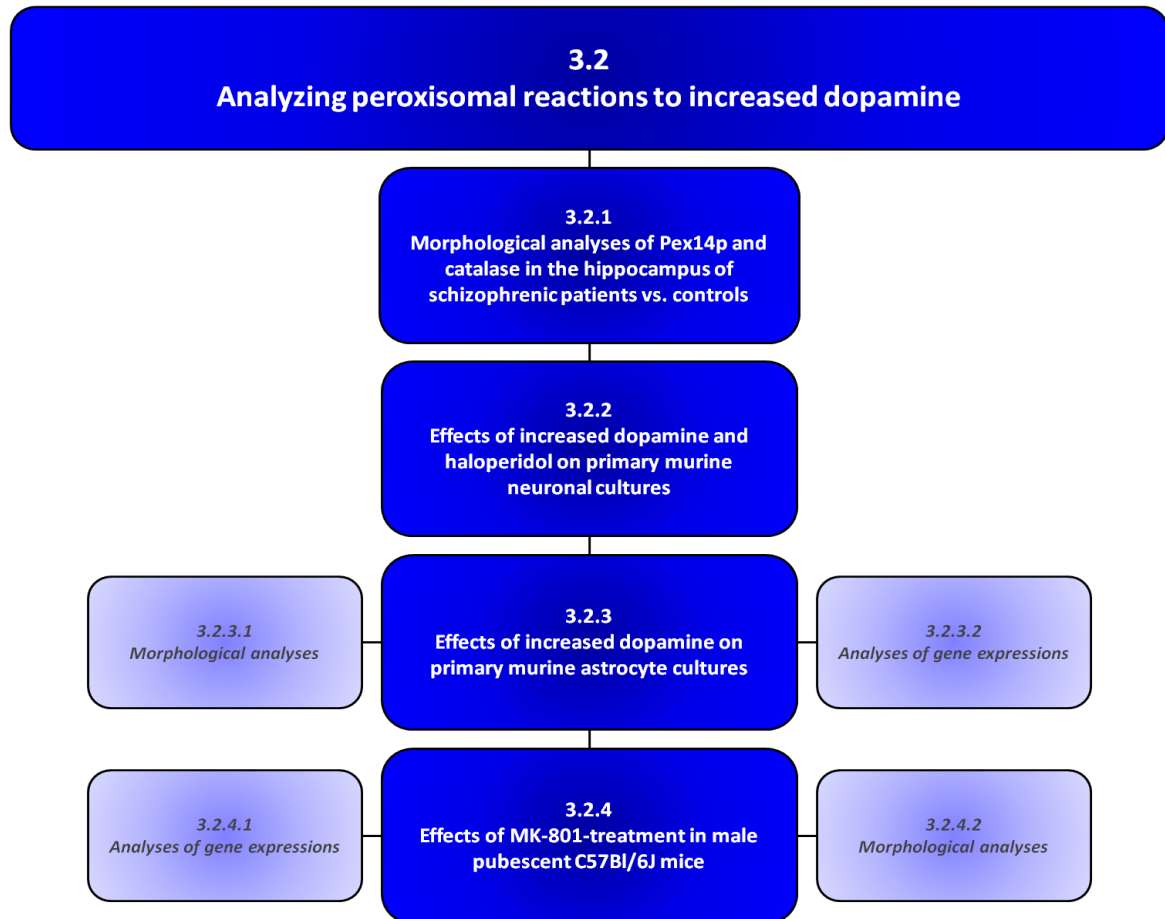 3.2
Analyzing peroxisomal reactions to increased dopamine
3.2.1
Morphological analyses of Pex14p and
catalase in the hippocampus of
schizophrenic patients vs. controls
3.2.2
Effects of increased dopamine and
haloperidol on primary murine
neuronal cultures
3.2.3.1
Morphological analyses
3.2.3
Effects of increased dopamine on
primary murine astrocyte cultures
3.2.3.2
Analyses of gene expressions
3.2.4.1
Analyses of gene expressions
3.2.4
Effects of MK-801-treatment in male
pubescent C57Bl/6J mice
3.2.4.2
Morphological analyses